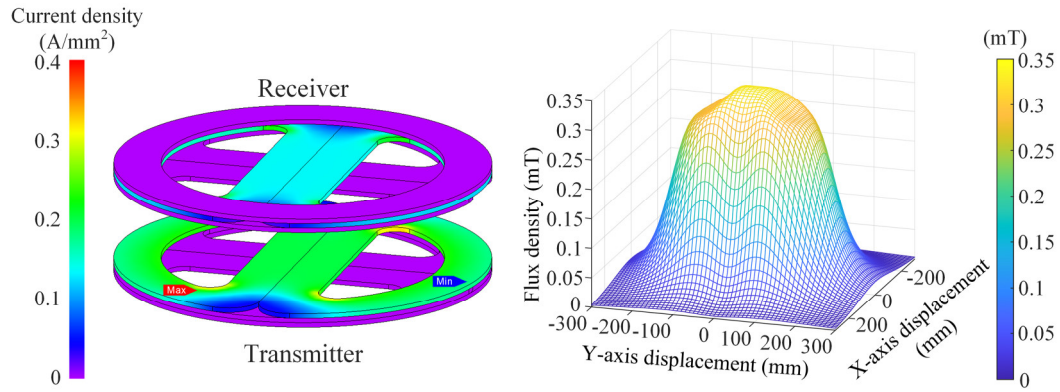 Current density
(A/mm²)
0.4
0.3
0.2
0.1
0
Receiver
Max
Min
Transmitter
(mT)
0.35
0.3
0.25
0.2
0.15
0.1
0.05
0
Flux density (mT)
0.35
0.3
0.25
0.2
0.15
0.1
0.05
0
-300 -200 -100 0 100 200 300
Y-axis displacement (mm)
-200
0
200
X-axis displacement
(mm)